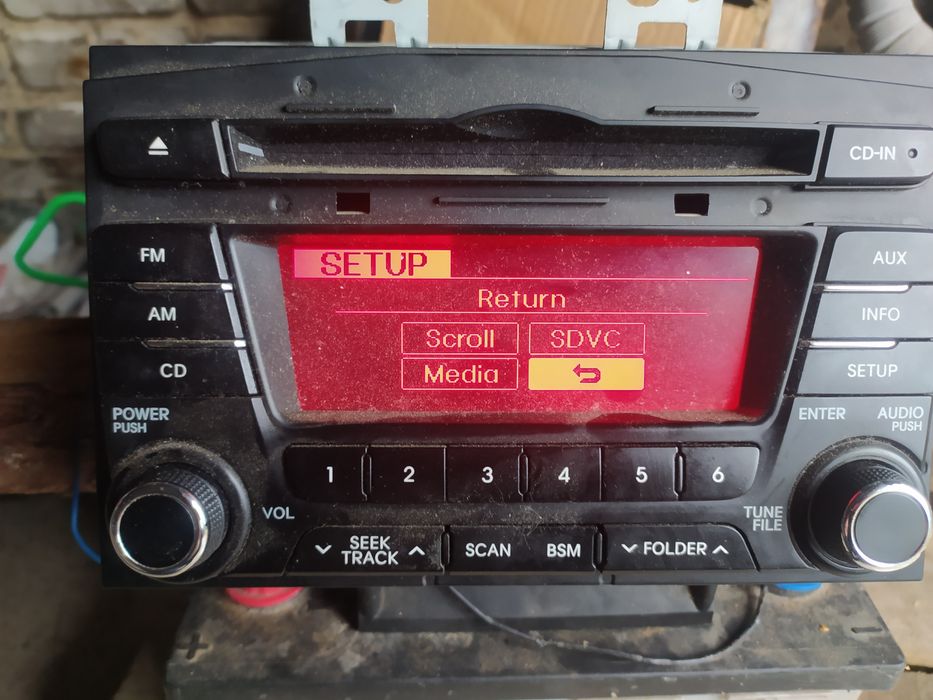 CD-IN
FM
AUX
SETUP
Return
AM
INFO
Scroll SDVC
CD
Media
SETUP
POWER
PUSH
ENTER
AUDIO
PUSH
1 2 3 4 5 6
VOL
TUNE
FILE
SEEK
TRACK
SCAN BSM
FOLDER